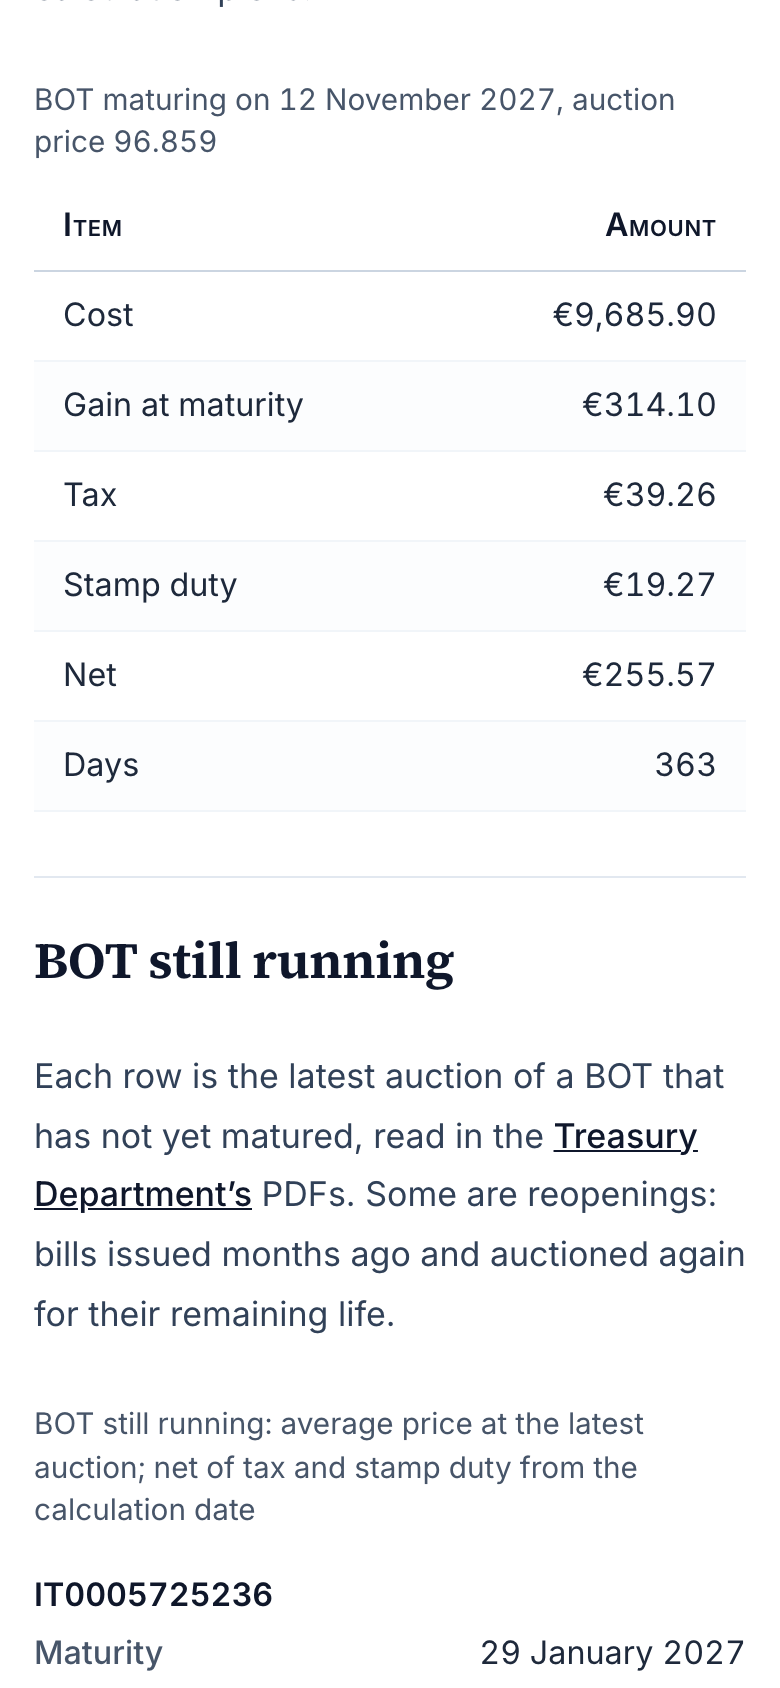 BOT maturing on 12 November 2027, auction
price 96.859
Item Amount
Cost €9,685.90
Gain at maturity €314.10
Tax €39.26
Stamp duty €19.27
Net €255.57
Days 363
BOT still running
Each row is the latest auction of a BOT that
has not yet matured, read in the Treasury
Department’s PDFs. Some are reopenings:
bills issued months ago and auctioned again
for their remaining life.
BOT still running: average price at the latest
auction; net of tax and stamp duty from the
calculation date
IT0005725236
Maturity 29 January 2027